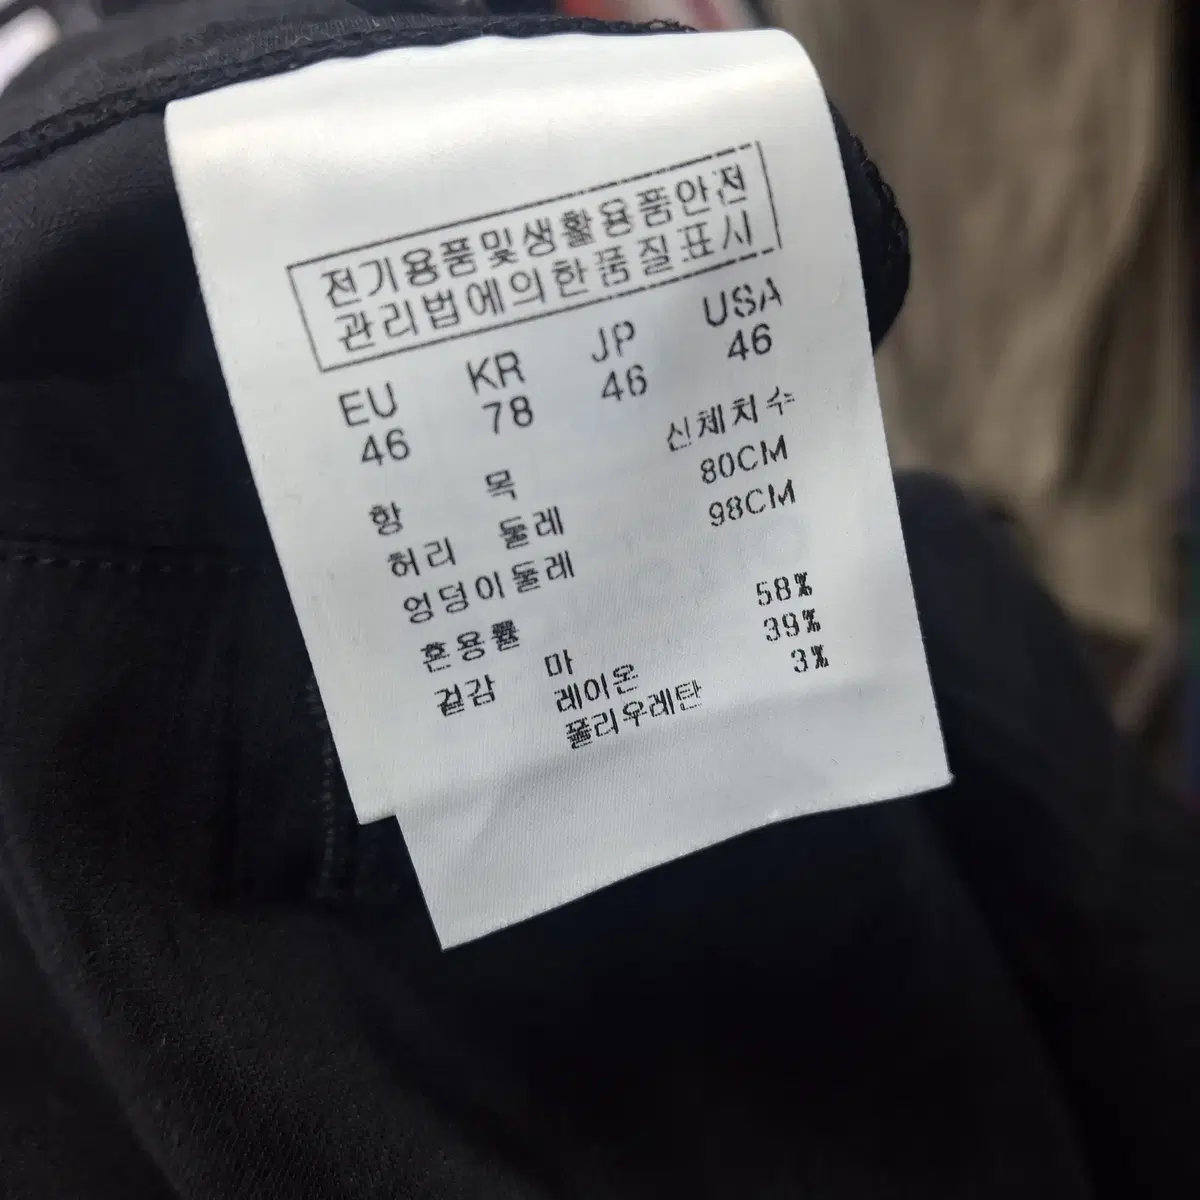 전기용품및생활용품안전
관리법에의한품질표시
EU KR JP USA
46 78 46 46
항 목 신체치수
허리 둘레 80CM
엉덩이둘레 98CM
혼용률
겉감 마 58%
레이온 39%
폴리우레탄 3%